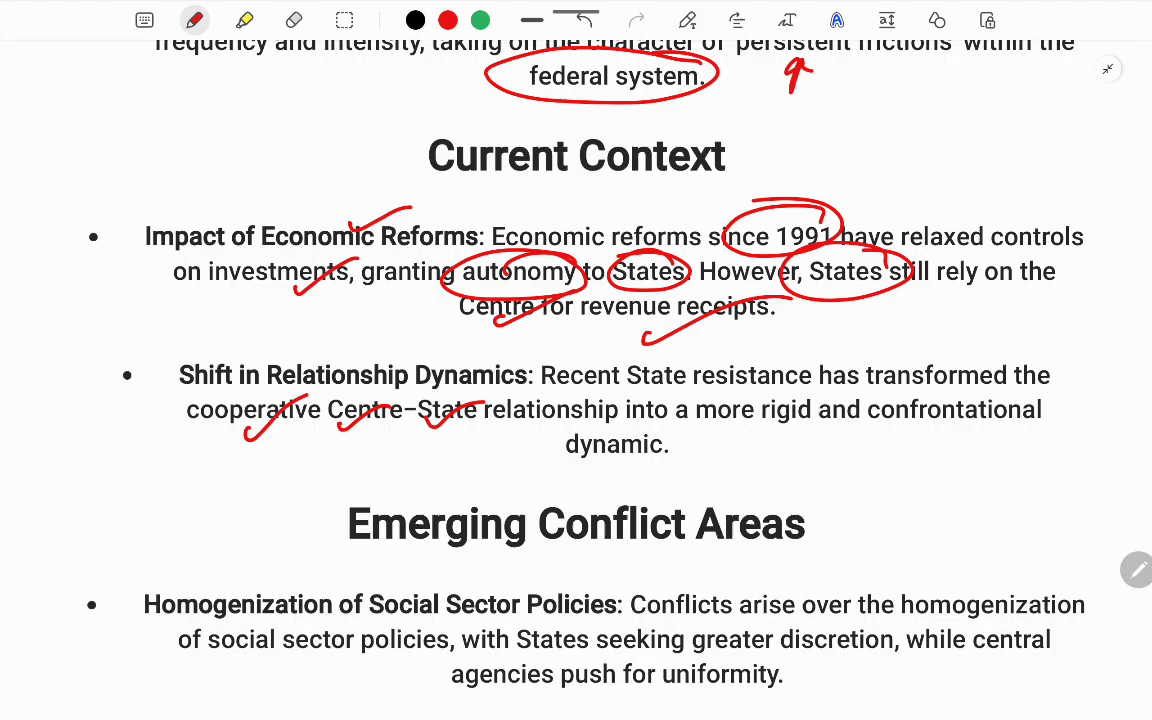 frequency and intensity, taking on the character of 'persistent frictions' within the
federal system.
Current Context
• Impact of Economic Reforms: Economic reforms since 1991 have relaxed controls
on investments, granting autonomy to States. However, States still rely on the
Centre for revenue receipts.
• Shift in Relationship Dynamics: Recent State resistance has transformed the
cooperative Centre–State relationship into a more rigid and confrontational
dynamic.
Emerging Conflict Areas
• Homogenization of Social Sector Policies: Conflicts arise over the homogenization
of social sector policies, with States seeking greater discretion, while central
agencies push for uniformity.